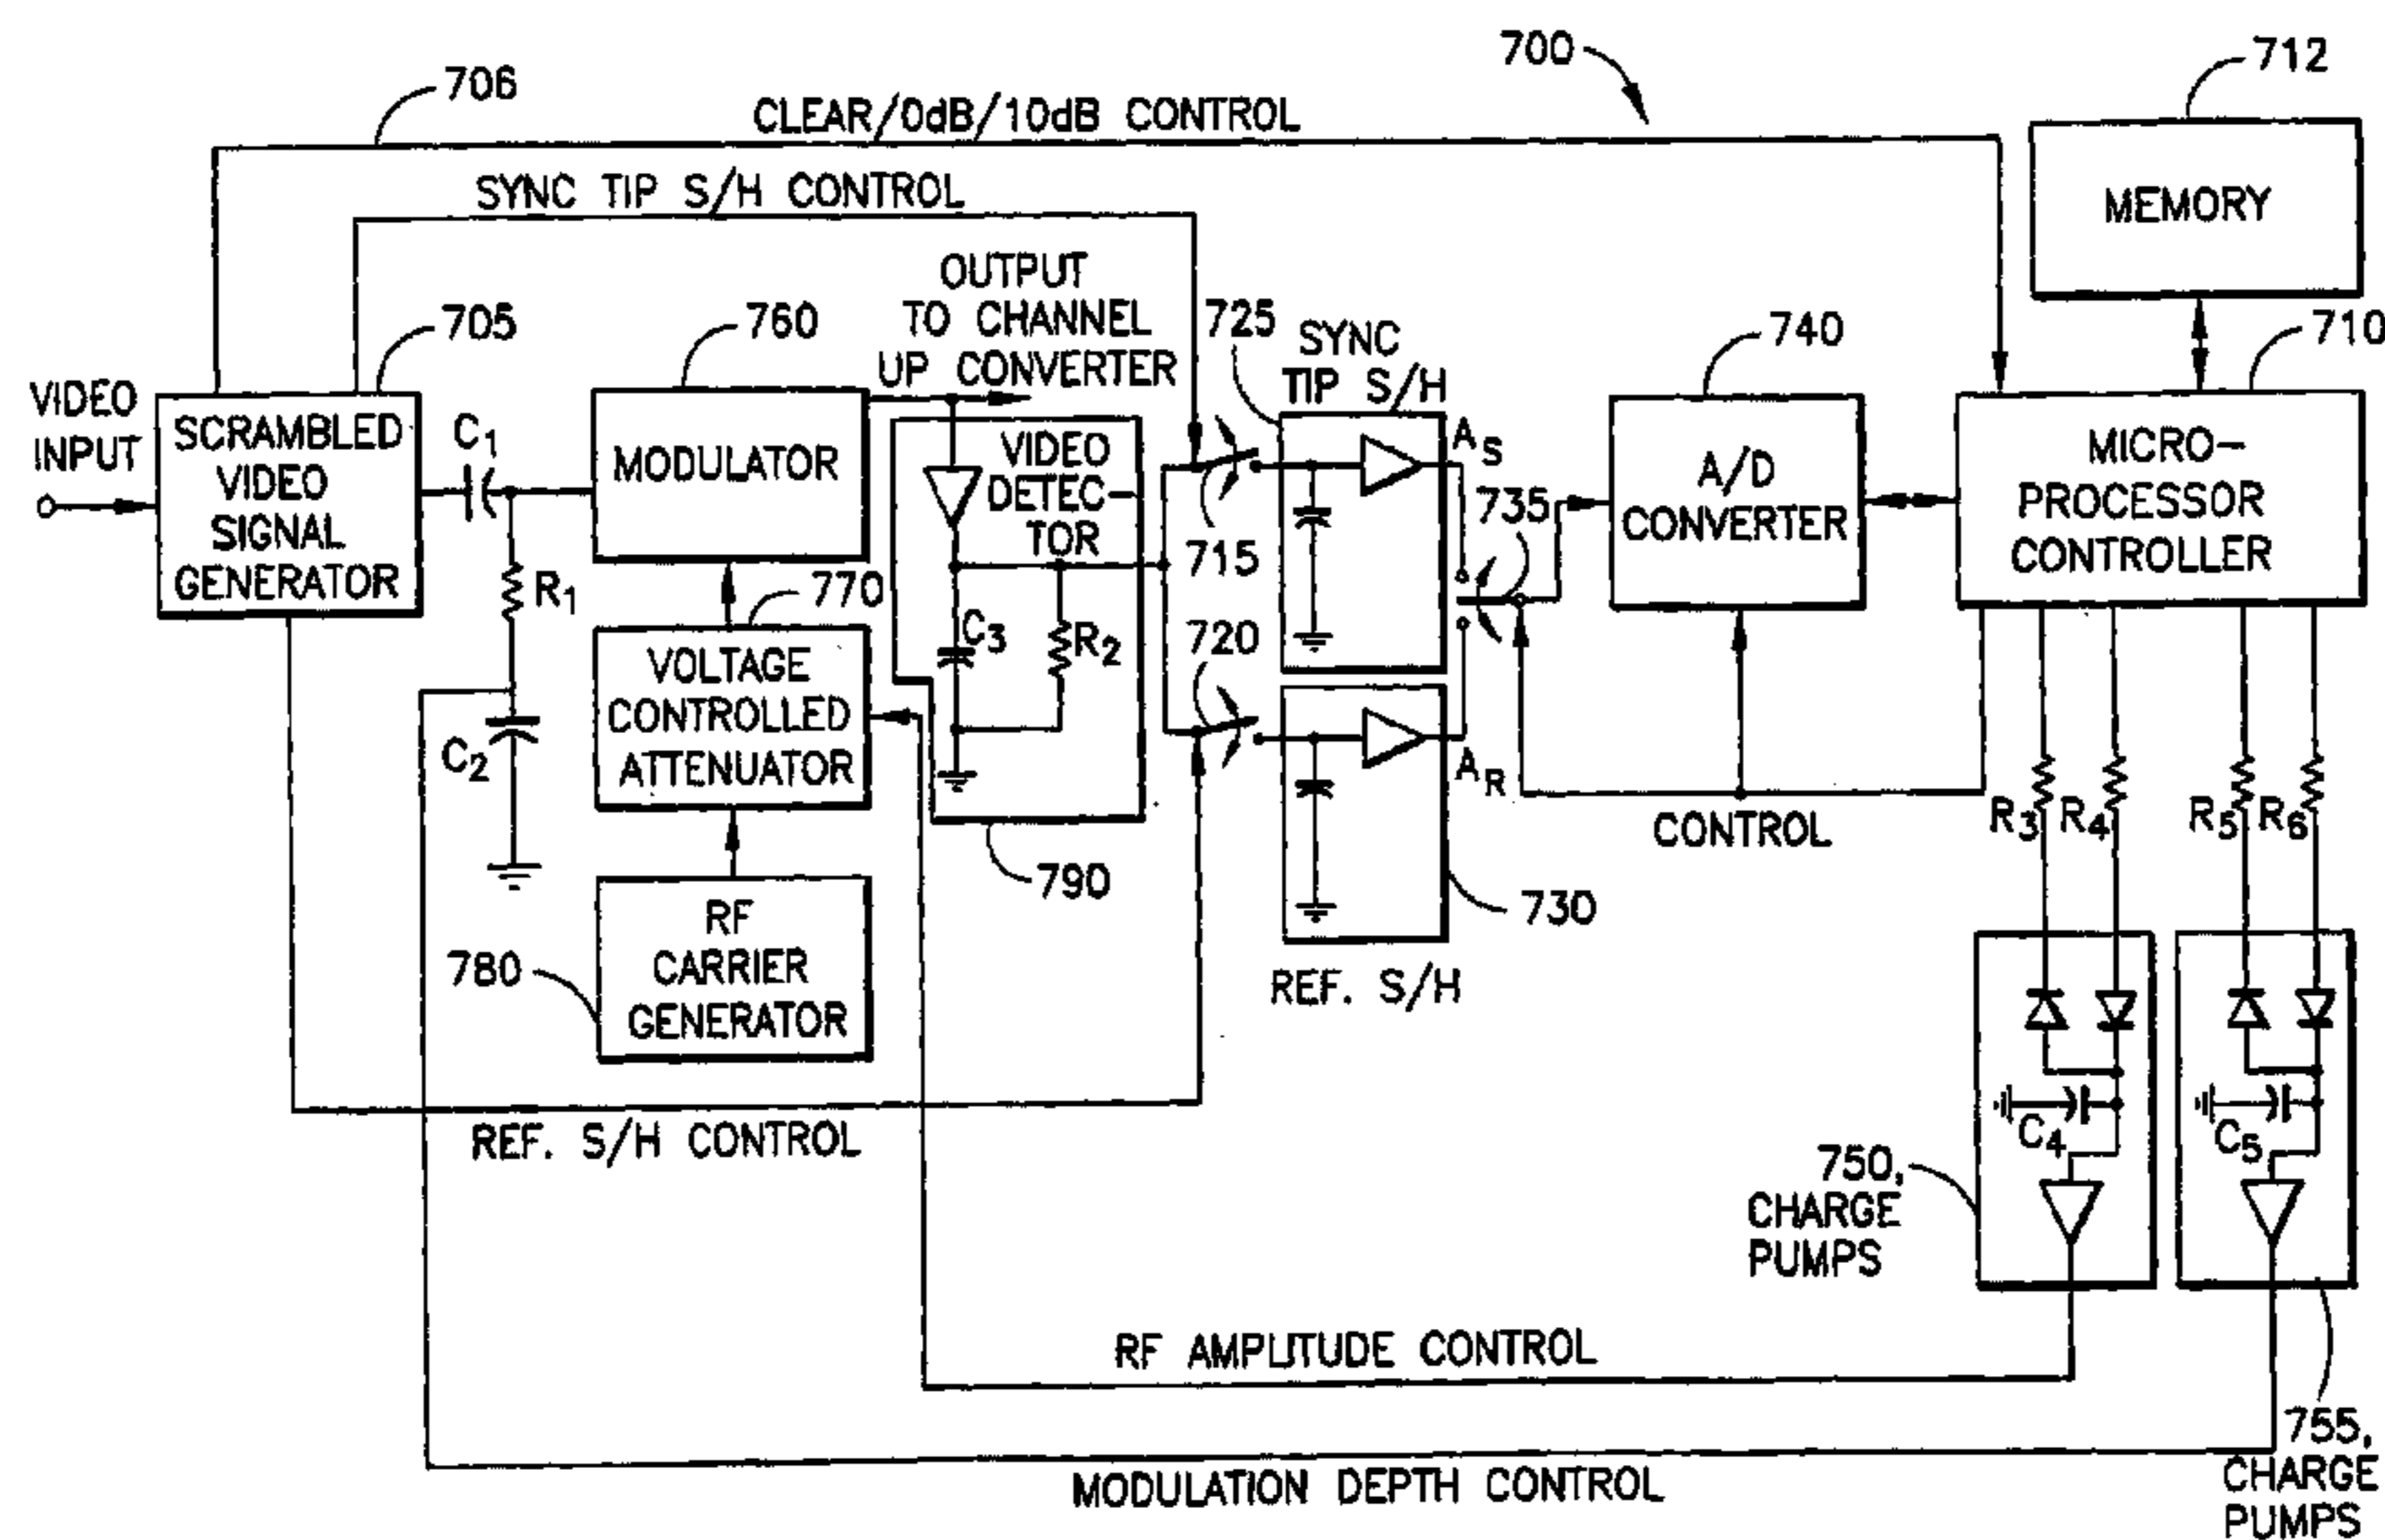 700
712
706
CLEAR/0dB/10dB CONTROL
MEMORY
SYNC TIP S/H CONTROL
OUTPUT
TO CHANNEL
UP CONVERTER
705
760
725
SYNC
TIP S/H
740
710
VIDEO
INPUT
SCRAMBLED
VIDEO
SIGNAL
GENERATOR
C1
MODULATOR
VIDEO
DETEC-
TOR
AS
735
A/D
CONVERTER
MICRO-
PROCESSOR
CONTROLLER
715
R1
770
C3
R2
720
VOLTAGE
CONTROLLED
ATTENUATOR
C2
AR
CONTROL
R3
R4
R5
R6
790
730
RF
CARRIER
GENERATOR
780
REF. S/H
REF. S/H CONTROL
C4
C5
750,
CHARGE
PUMPS
RF AMPLITUDE CONTROL
755,
CHARGE
PUMPS
MODULATION DEPTH CONTROL